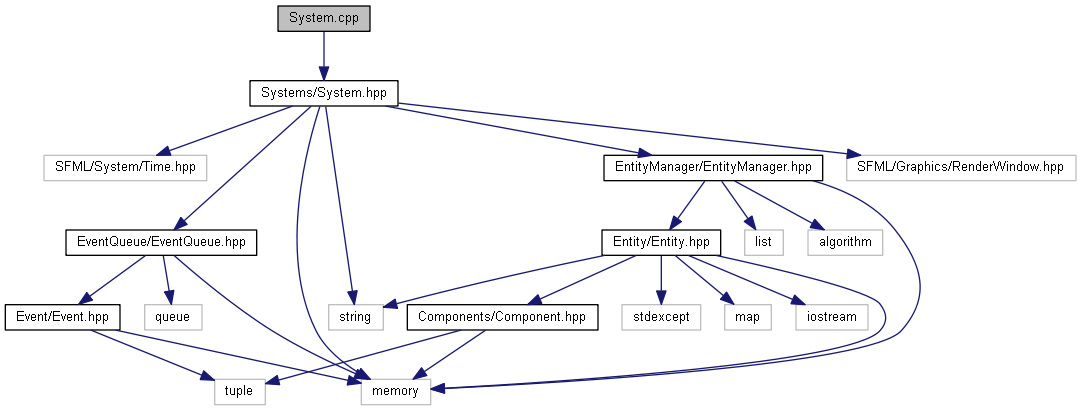 System.cpp
Systems/System.hpp
SFML/System/Time.hpp
EntityManager/EntityManager.hpp
SFML/Graphics/RenderWindow.hpp
EventQueue/EventQueue.hpp
Entity/Entity.hpp
list
algorithm
Event/Event.hpp
queue
string
Components/Component.hpp
stdexcept
map
iostream
tuple
memory